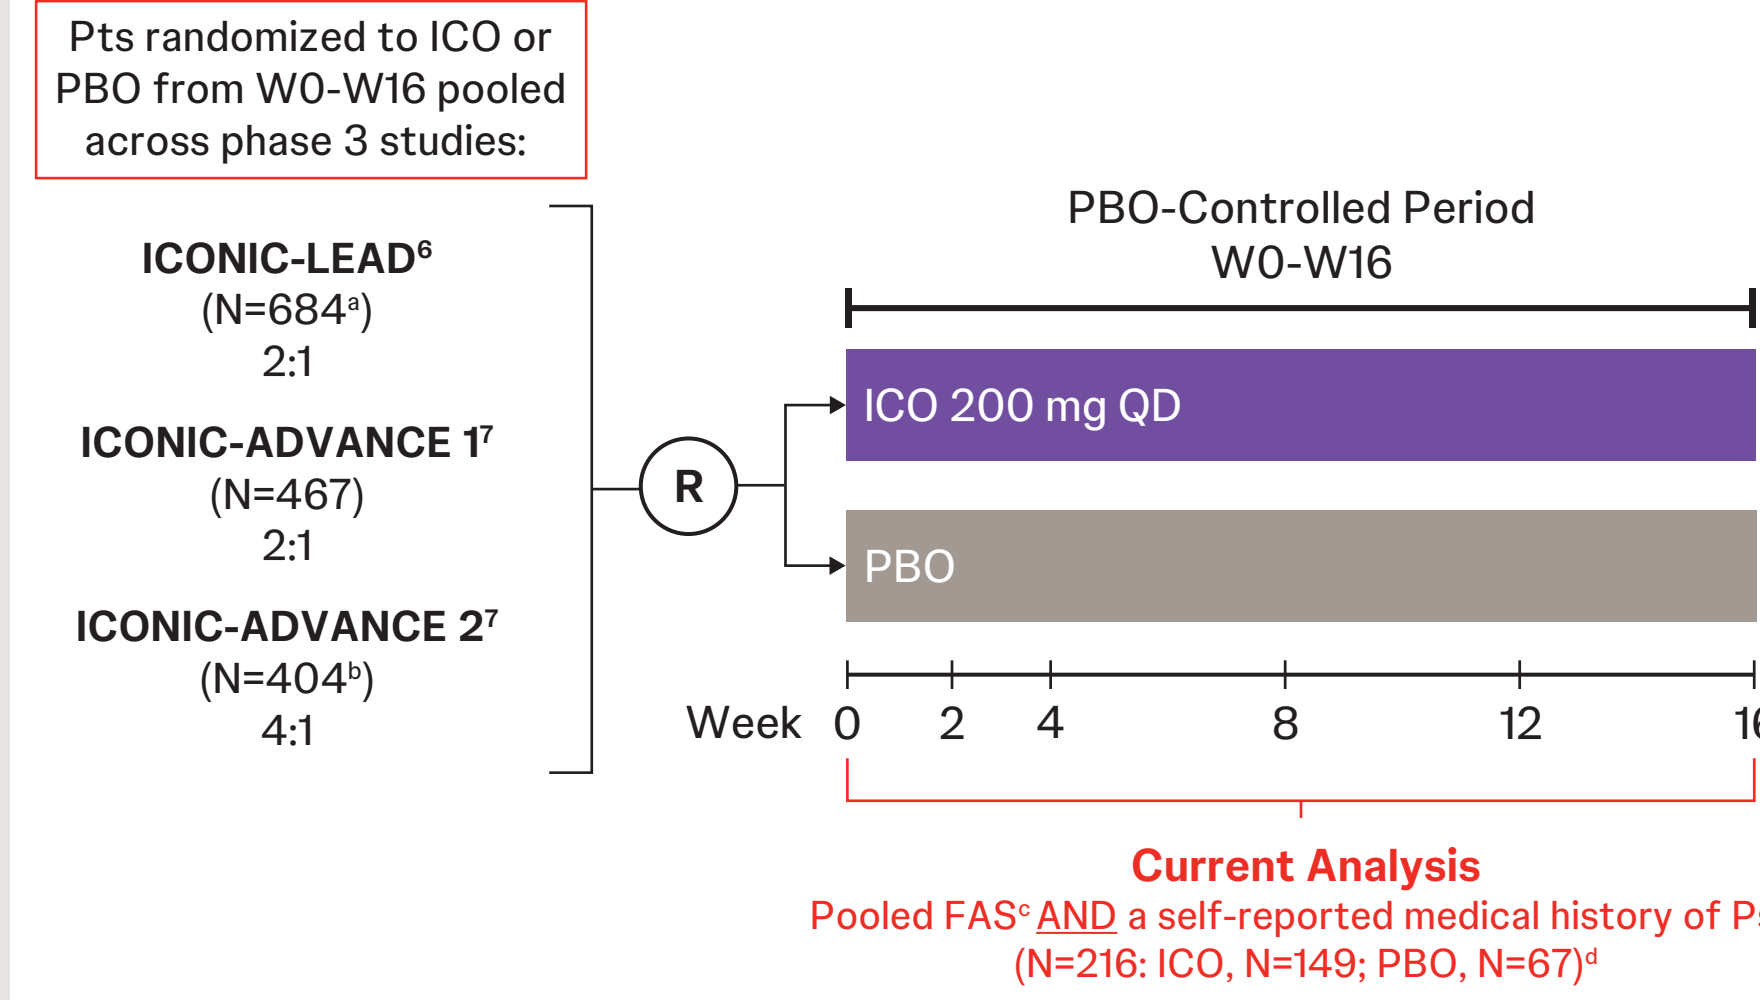 Pts randomized to ICO or
PBO from W0-W16 pooled
across phase 3 studies:
ICONIC-LEAD⁶
(N=684ᵃ)
2:1
ICONIC-ADVANCE 1⁷
(N=467)
2:1
ICONIC-ADVANCE 2⁷
(N=404ᵇ)
4:1
R
PBO-Controlled Period
W0-W16
ICO 200 mg QD
PBO
Week 0 2 4 8 12
Current Analysis
Pooled FASᶜ AND a self-reported medical history of
(N=216: ICO, N=149; PBO, N=67)ᵈ